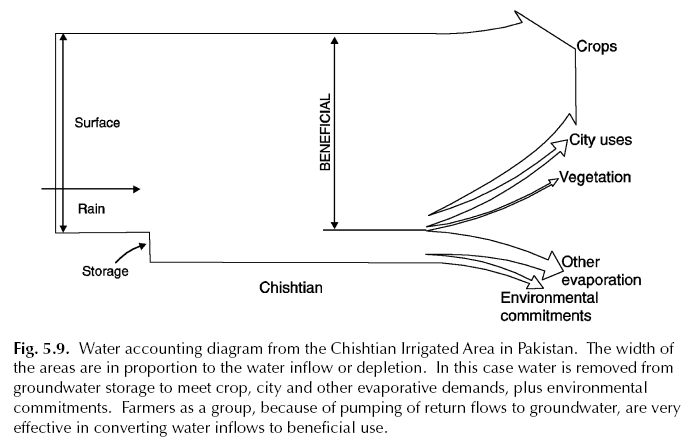 Crops
Surface
BENEFICIAL
City uses
Vegetation
Rain
Storage
Chishtian
Other
evaporation
Environmental
commitments
Fig. 5.9. Water accounting diagram from the Chishtian Irrigated Area in Pakistan. The width of
the areas are in proportion to the water inflow or depletion. In this case water is removed from
groundwater storage to meet crop, city and other evaporative demands, plus environmental
commitments. Farmers as a group, because of pumping of return flows to groundwater, are very
effective in converting water inflows to beneficial use.